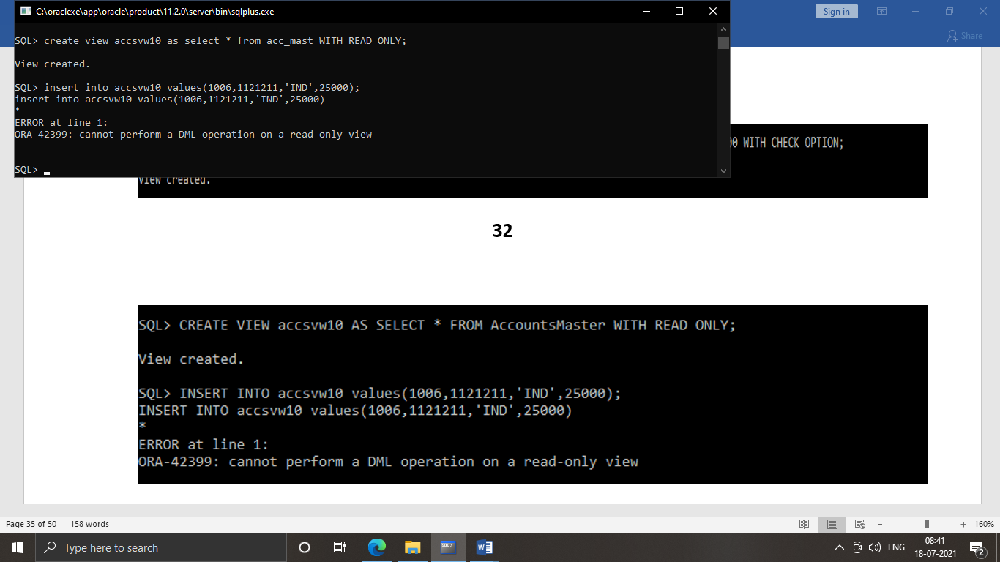 C:\oraclexe\app\oracle\product\11.2.0\server\bin\sqlplus.exe
Sign in
Share
SQL> create view accsvw10 as select * from acc_mast WITH READ ONLY;
View created.
SQL> insert into accsvw10 values(1006,1121211,'IND',25000);
insert into accsvw10 values(1006,1121211,'IND',25000)
*
ERROR at line 1:
ORA-42399: cannot perform a DML operation on a read-only view
SQL>
WITH CHECK OPTION;
View created.
32
SQL> CREATE VIEW accsvw10 AS SELECT * FROM AccountsMaster WITH READ ONLY;
View created.
SQL> INSERT INTO accsvw10 values(1006,1121211,'IND',25000);
INSERT INTO accsvw10 values(1006,1121211,'IND',25000)
*
ERROR at line 1:
ORA-42399: cannot perform a DML operation on a read-only view
Page 35 of 50 158 words
160%
Type here to search
ENG
08:41
18-07-2021
2